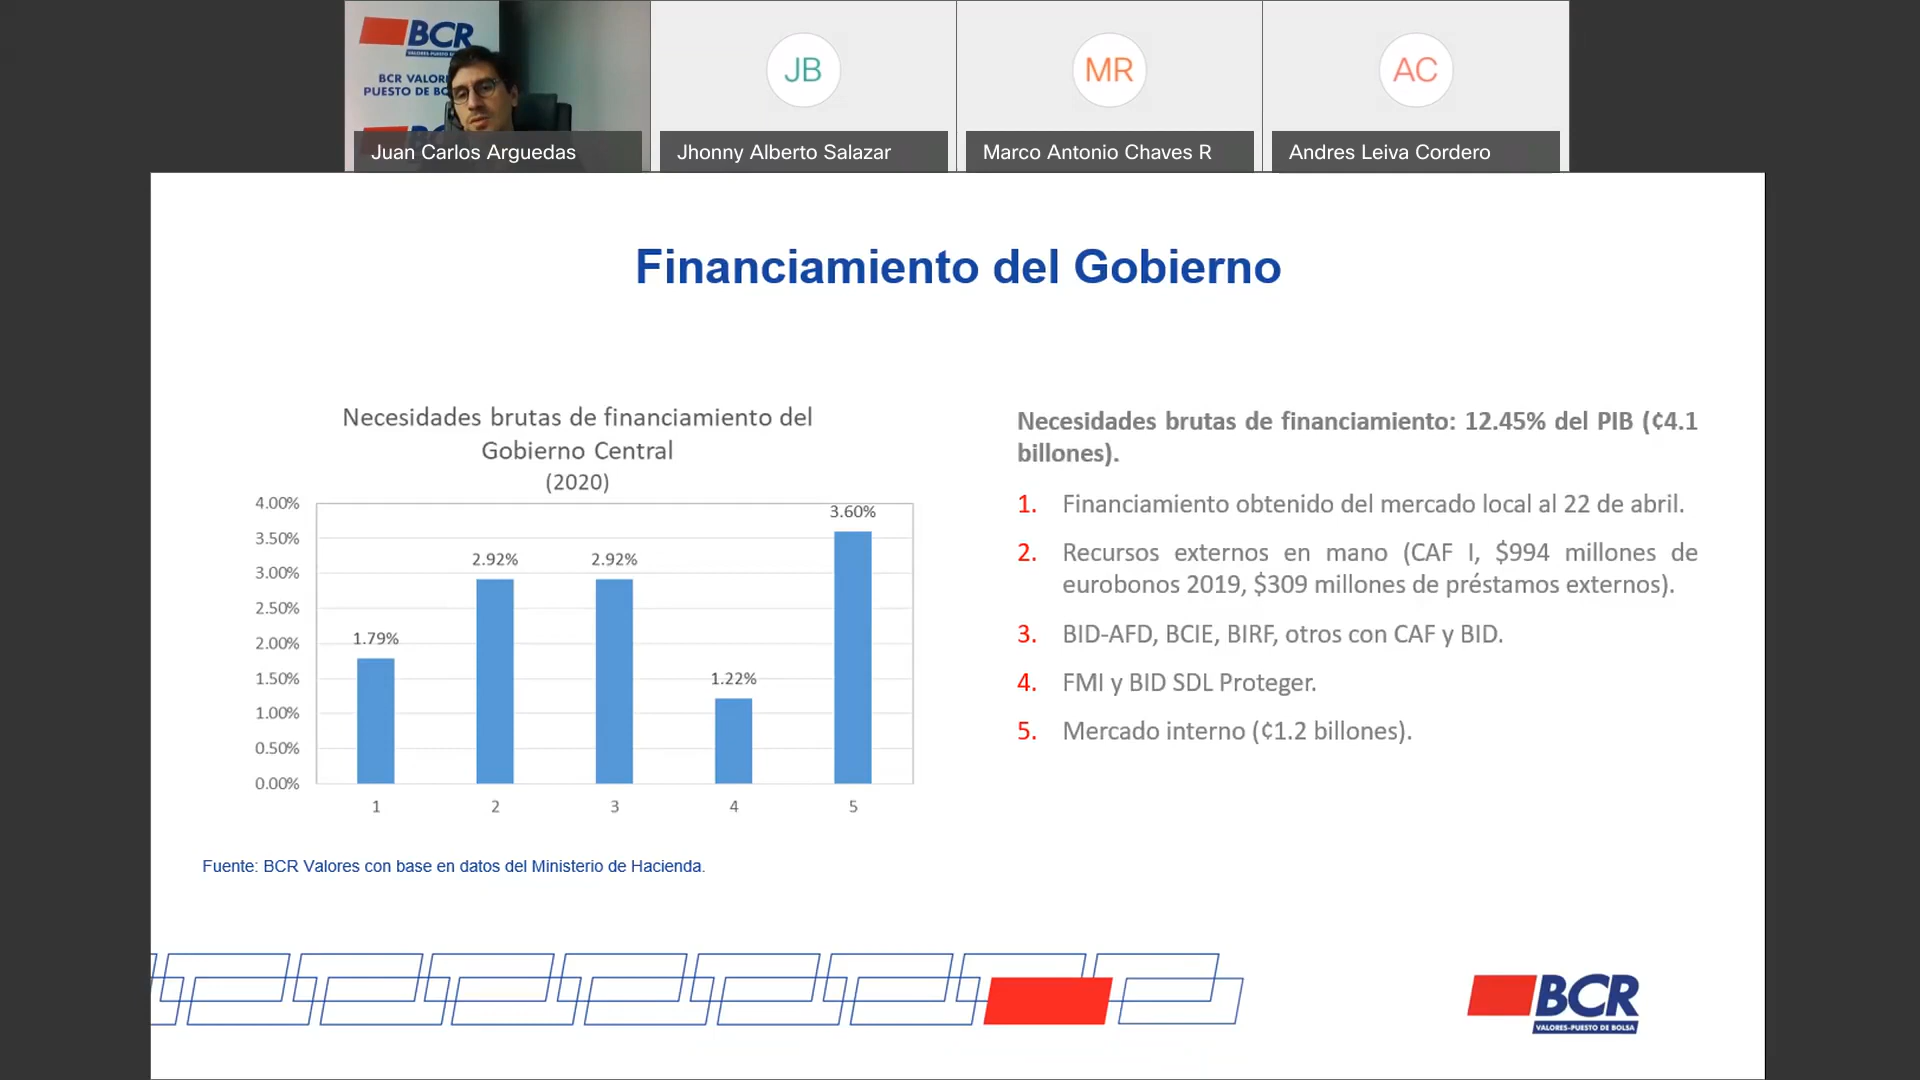 BCR
VALORES-PUESTO DE BOLSA
BCR VALOR
PUESTO DE BO
JB
MR
AC
Juan Carlos Arguedas
Jhonny Alberto Salazar
Marco Antonio Chaves R
Andres Leiva Cordero
Financiamiento del Gobierno
Necesidades brutas de financiamiento del
Gobierno Central
(2020)
4.00%
3.50%
3.00%
2.50%
2.00%
1.50%
1.00%
0.50%
0.00%
1.79%
2.92%
2.92%
1.22%
3.60%
1
2
3
4
5
Fuente: BCR Valores con base en datos del Ministerio de Hacienda.
Necesidades brutas de financiamiento: 12.45% del PIB (¢4.1
billones).
1. Financiamiento obtenido del mercado local al 22 de abril.
2. Recursos externos en mano (CAF I, $994 millones de
eurobonos 2019, $309 millones de préstamos externos).
3. BID-AFD, BCIE, BIRF, otros con CAF y BID.
4. FMI y BID SDL Proteger.
5. Mercado interno (¢1.2 billones).
BCR
VALORES-PUESTO DE BOLSA